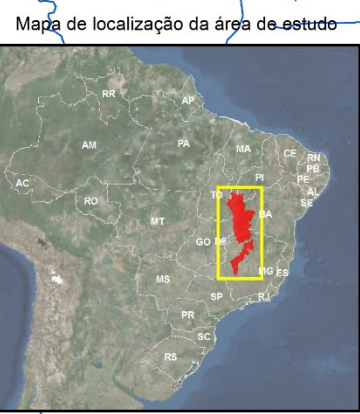 Mapa de localização da área de estudo
RR
AP
AM
PA
MA
CE
RN
PB
PE
AL
SE
PI
AC
RO
TO
BA
MT
GO
DF
MG
ES
MS
SP
RJ
PR
SC
RS